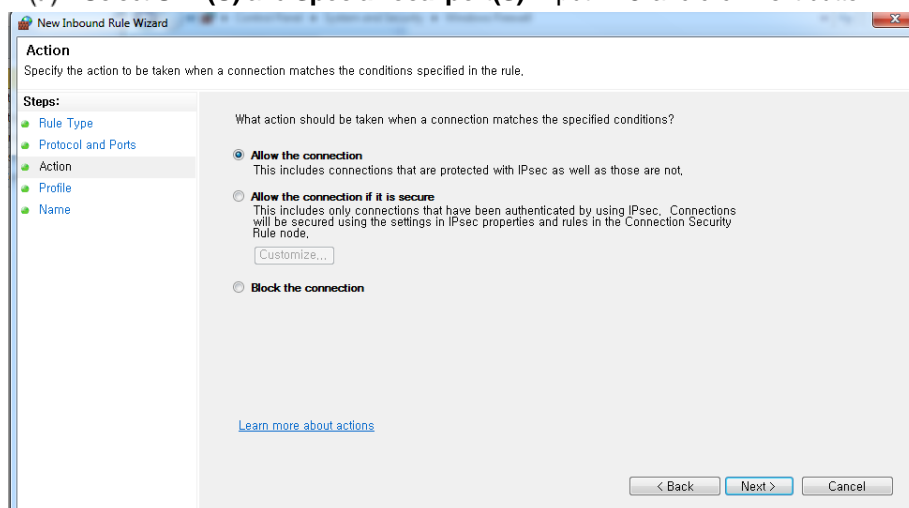 New Inbound Rule Wizard
Action
Specify the action to be taken when a connection matches the conditions specified in the rule,
Steps:
Rule Type
Protocol and Ports
Action
Profile
Name
What action should be taken when a connection matches the specified conditions?
Allow the connection
This includes connections that are protected with IPsec as well as those are not,
Allow the connection if it is secure
This includes only connections that have been authenticated by using IPsec, Connections
will be secured using the settings in IPsec properties and rules in the Connection Security
Rule node,
Customize,,,
Block the connection
Learn more about actions
< Back Next > Cancel